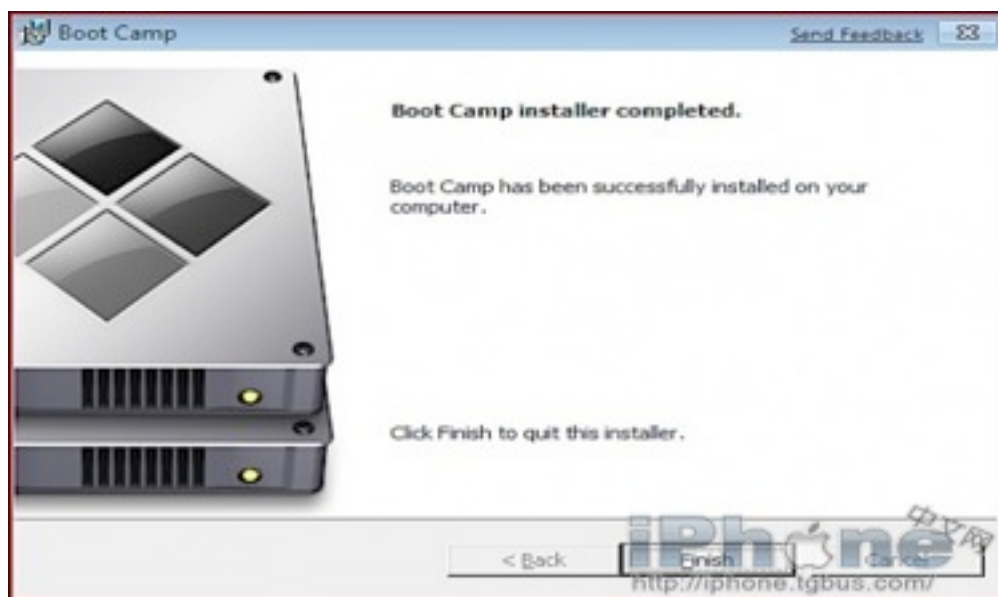 Boot Camp
Send Feedback
Boot Camp installer completed.
Boot Camp has been successfully installed on your
computer.
Click Finish to quit this installer.
< Back
Finish
Cancel
iPhone
中文网
http://iphone.tgbus.com/